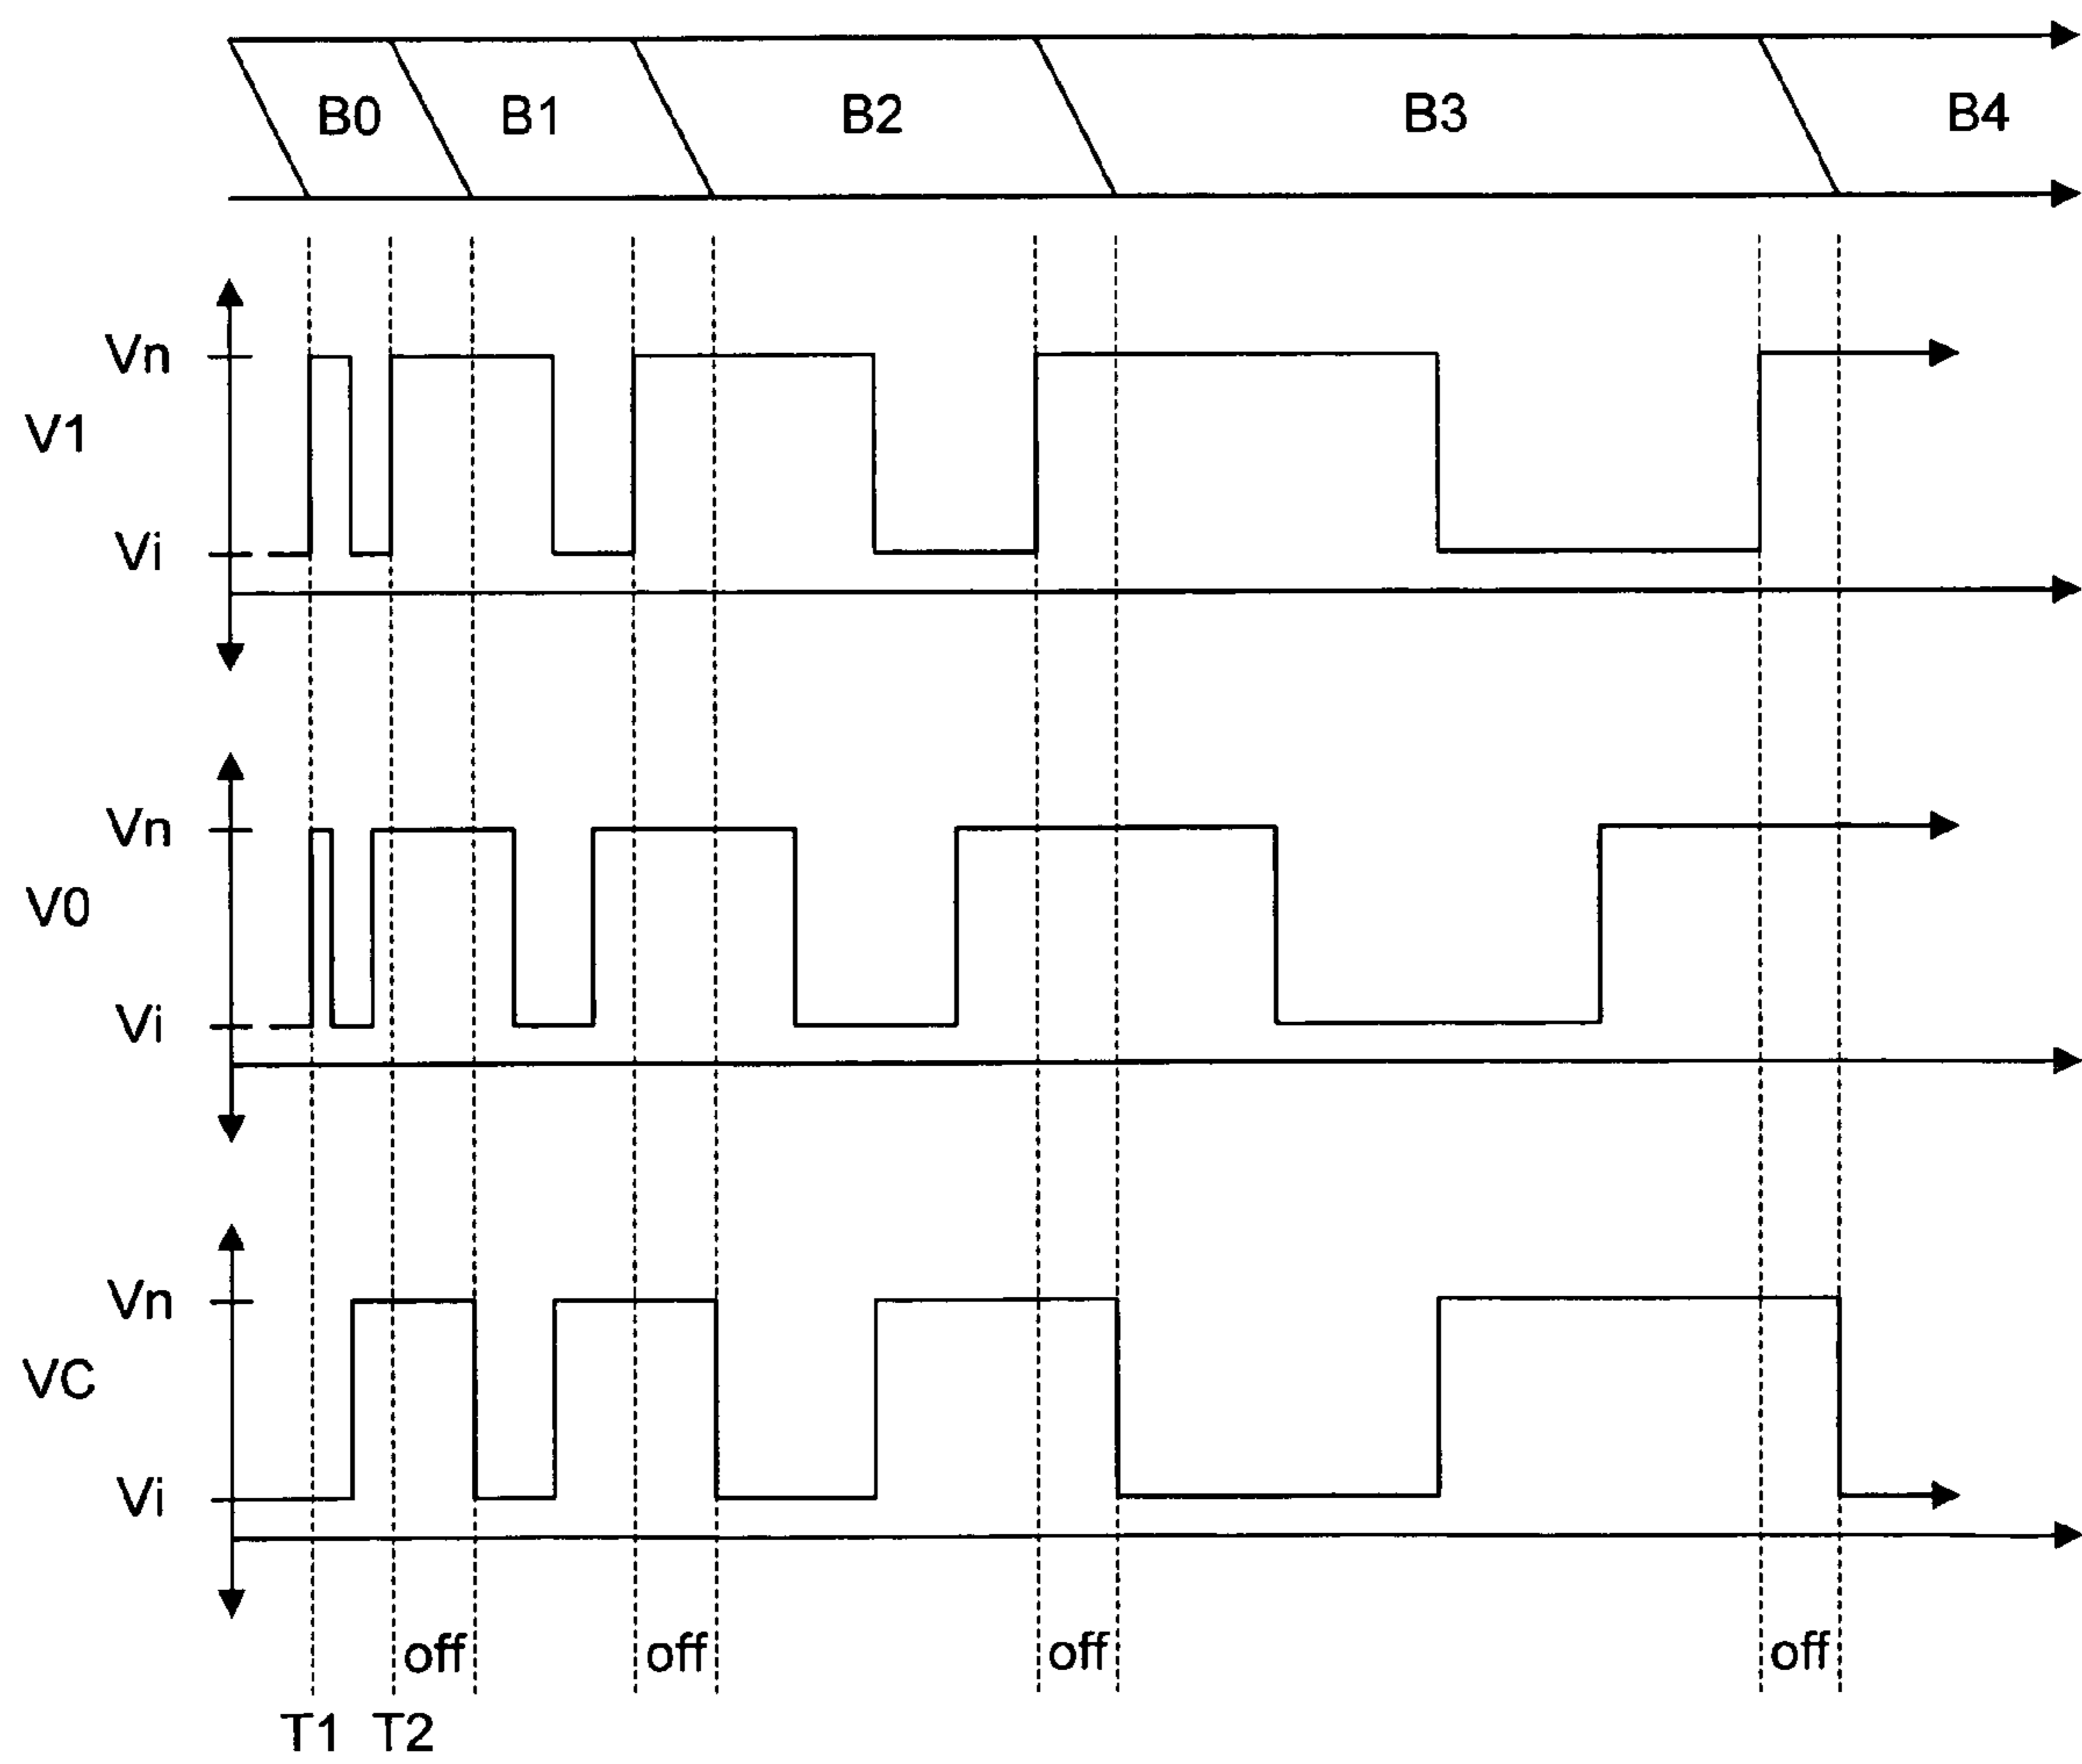 B0 B1 B2 B3 B4
Vn
V1
Vi
Vn
V0
Vi
Vn
VC
Vi
off off off off
T1 T2